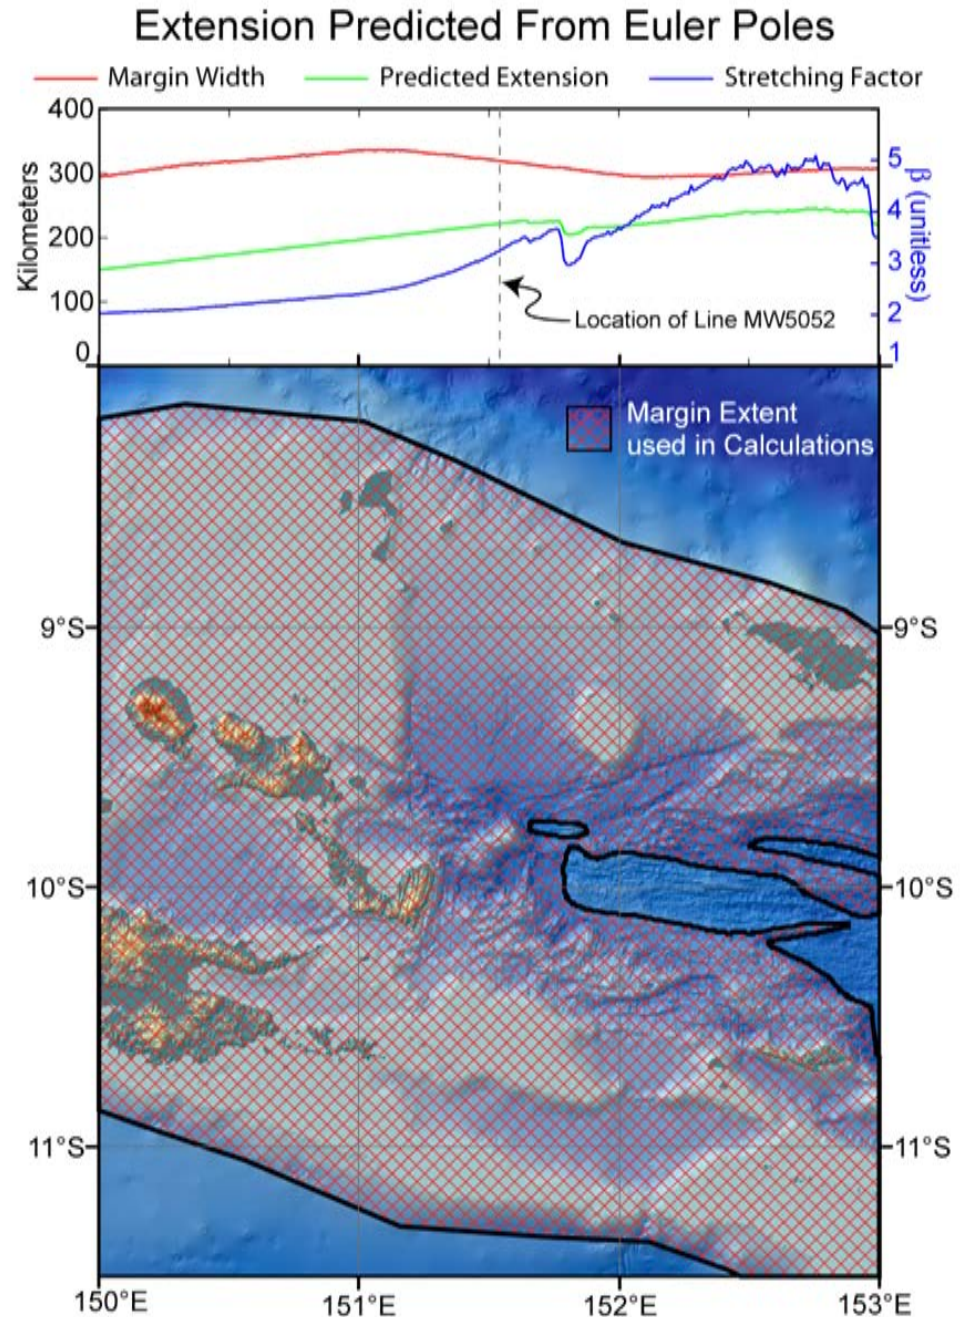 Extension Predicted From Euler Poles
Margin Width Predicted Extension Stretching Factor
400
300
200
100
0
Kilometers
5
4
3
2
1
β (unitless)
Location of Line MW5052
Margin Extent
used in Calculations
9°S 9°S
10°S 10°S
11°S 11°S
150°E 151°E 152°E 153°E